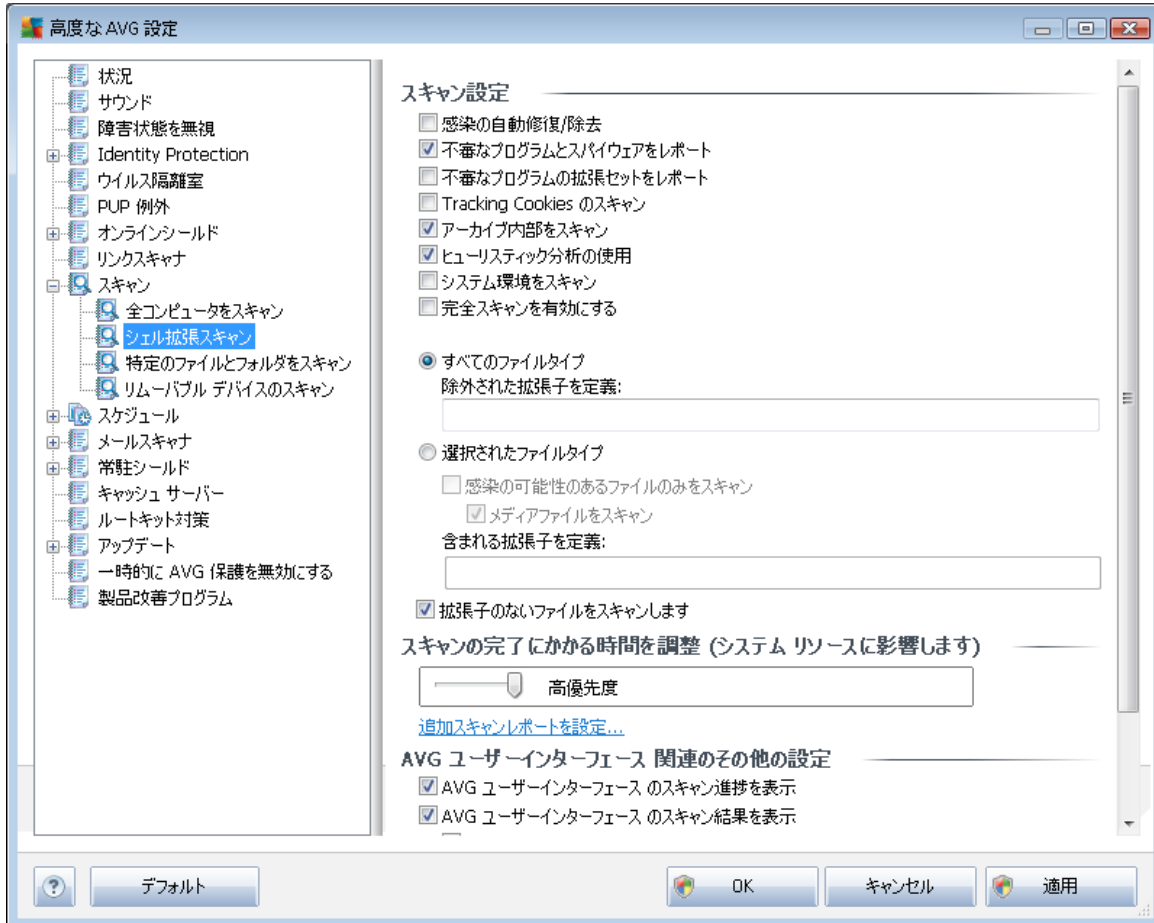 高度な AVG 設定
状況
サウンド
障害状態を無視
Identity Protection
ウイルス隔離室
PUP 例外
オンラインシールド
リンクスキャナ
スキャン
全コンピュータをスキャン
シェル拡張スキャン
特定のファイルとフォルダをスキャン
リムーバブル デバイスのスキャン
スケジュール
メールスキャナ
常駐シールド
キャッシュ サーバー
ルートキット対策
アップデート
一時的に AVG 保護を無効にする
製品改善プログラム
スキャン設定
感染の自動修復/除去
不審なプログラムとスパイウェアをレポート
不審なプログラムの拡張セットをレポート
Tracking Cookies のスキャン
アーカイブ内部をスキャン
ヒューリスティック分析の使用
システム環境をスキャン
完全スキャンを有効にする
すべてのファイルタイプ
除外された拡張子を定義:
選択されたファイルタイプ
感染の可能性のあるファイルのみをスキャン
メディアファイルをスキャン
含まれる拡張子を定義:
拡張子のないファイルをスキャンします
スキャンの完了にかかる時間を調整 (システム リソースに影響します)
高優先度
追加スキャンレポートを設定...
AVG ユーザーインターフェース 関連のその他の設定
AVG ユーザーインターフェース のスキャン進捗を表示
AVG ユーザーインターフェース のスキャン結果を表示
?
デフォルト
OK
キャンセル
適用